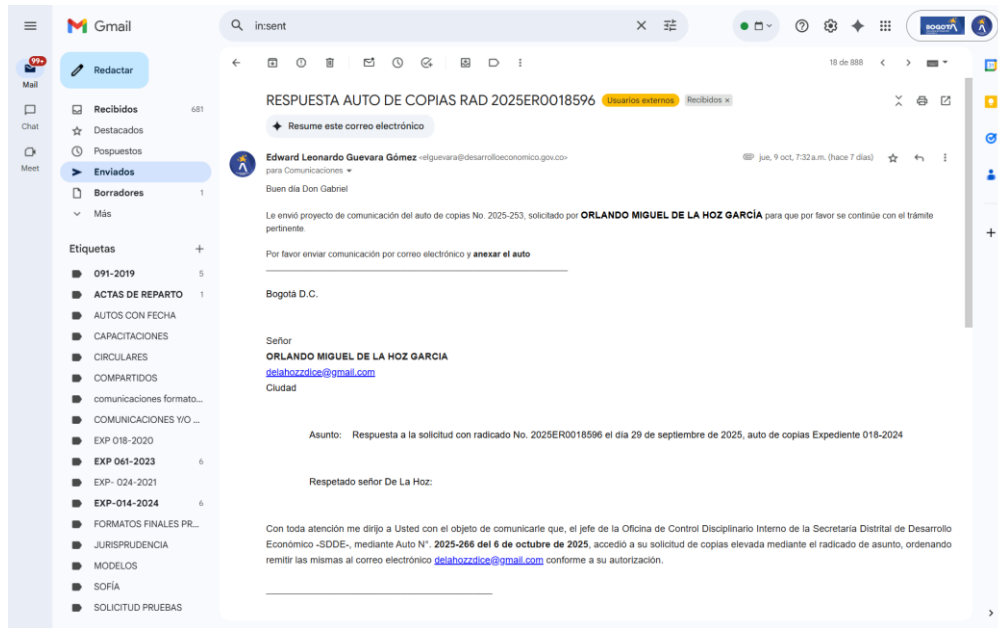 Gmail
in:sent
BOGOTÁ
99+
Mail
Chat
Meet
Redactar
Recibidos 681
Destacados
Pospuestos
Enviados
Borradores 1
Más
Etiquetas
091-2019 5
ACTAS DE REPARTO 1
AUTOS CON FECHA
CAPACITACIONES
CIRCULARES
COMPARTIDOS
comunicaciones formato...
COMUNICACIONES Y/O ...
EXP 018-2020
EXP 061-2023 6
EXP- 024-2021
EXP-014-2024 6
FORMATOS FINALES PR...
JURISPRUDENCIA
MODELOS
SOFÍA
SOLICITUD PRUEBAS
18 de 888
RESPUESTA AUTO DE COPIAS RAD 2025ER0018596 Usuarios externos Recibidos x
Resume este correo electrónico
Edward Leonardo Guevara Gómez <elguevara@desarrolloeconomico.gov.co> jue, 9 oct, 7:32 a.m. (hace 7 días)
para Comunicaciones
Buen día Don Gabriel
Le envió proyecto de comunicación del auto de copias No. 2025-253, solicitado por ORLANDO MIGUEL DE LA HOZ GARCÍA para que por favor se continúe con el trámite
pertinente.
Por favor enviar comunicación por correo electrónico y anexar el auto
Bogotá D.C.
Señor
ORLANDO MIGUEL DE LA HOZ GARCIA
delahozzdice@gmail.com
Ciudad
Asunto: Respuesta a la solicitud con radicado No. 2025ER0018596 el día 29 de septiembre de 2025, auto de copias Expediente 018-2024
Respetado señor De La Hoz:
Con toda atención me dirijo a Usted con el objeto de comunicarle que, el jefe de la Oficina de Control Disciplinario Interno de la Secretaría Distrital de Desarrollo
Económico -SDDE-, mediante Auto N°. 2025-266 del 6 de octubre de 2025, accedió a su solicitud de copias elevada mediante el radicado de asunto, ordenando
remitir las mismas al correo electrónico delahozzdice@gmail.com conforme a su autorización.